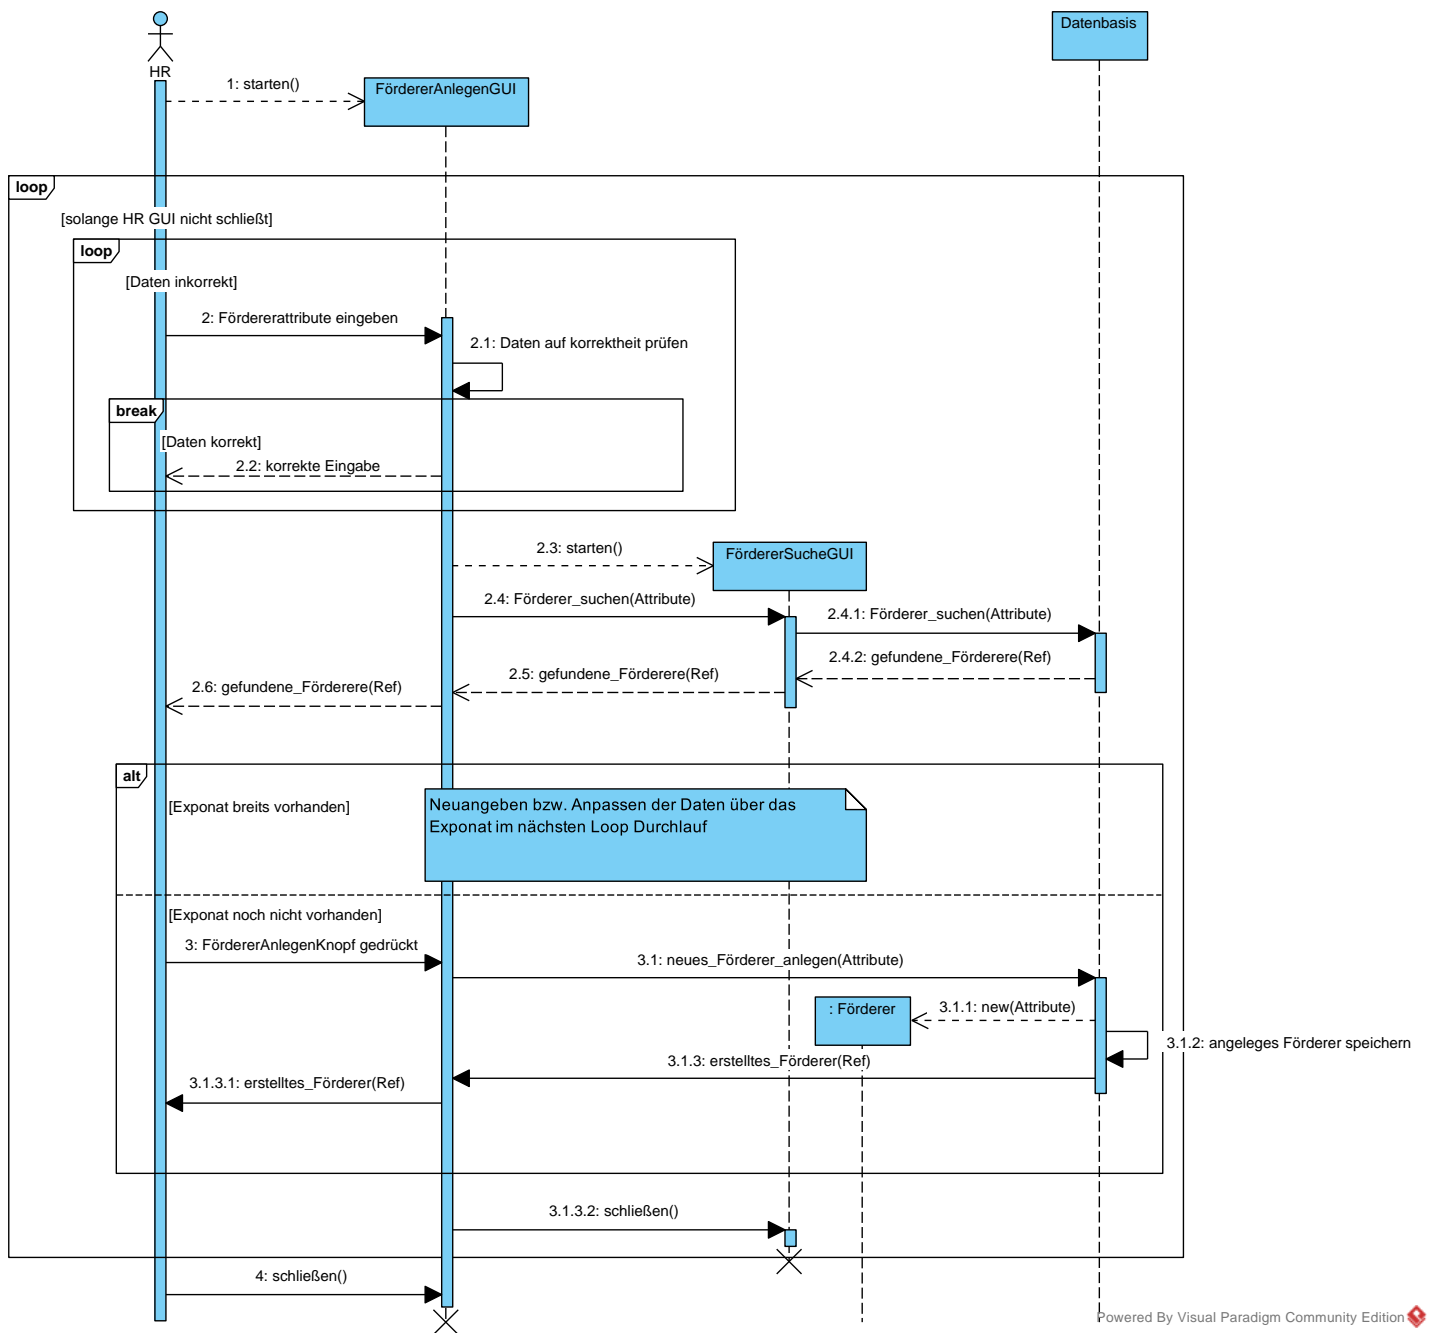 Datenbasis
HR
1: starten()
FördererAnlegenGUI
loop
[solange HR GUI nicht schließt]
loop
[Daten inkorrekt]
2: Fördererattribute eingeben
2.1: Daten auf korrektheit prüfen
break
[Daten korrekt]
2.2: korrekte Eingabe
2.3: starten()
FördererSucheGUI
2.4: Förderer_suchen(Attribute)
2.4.1: Förderer_suchen(Attribute)
2.4.2: gefundene_Förderere(Ref)
2.5: gefundene_Förderere(Ref)
2.6: gefundene_Förderere(Ref)
alt
[Exponat breits vorhanden]
Neuangeben bzw. Anpassen der Daten über das
Exponat im nächsten Loop Durchlauf
[Exponat noch nicht vorhanden]
3: FördererAnlegenKnopf gedrückt
3.1: neues_Förderer_anlegen(Attribute)
: Förderer
3.1.1: new(Attribute)
3.1.2: angeleges Förderer speichern
3.1.3: erstelltes_Förderer(Ref)
3.1.3.1: erstelltes_Förderer(Ref)
3.1.3.2: schließen()
4: schließen()
Powered By Visual Paradigm Community Edition